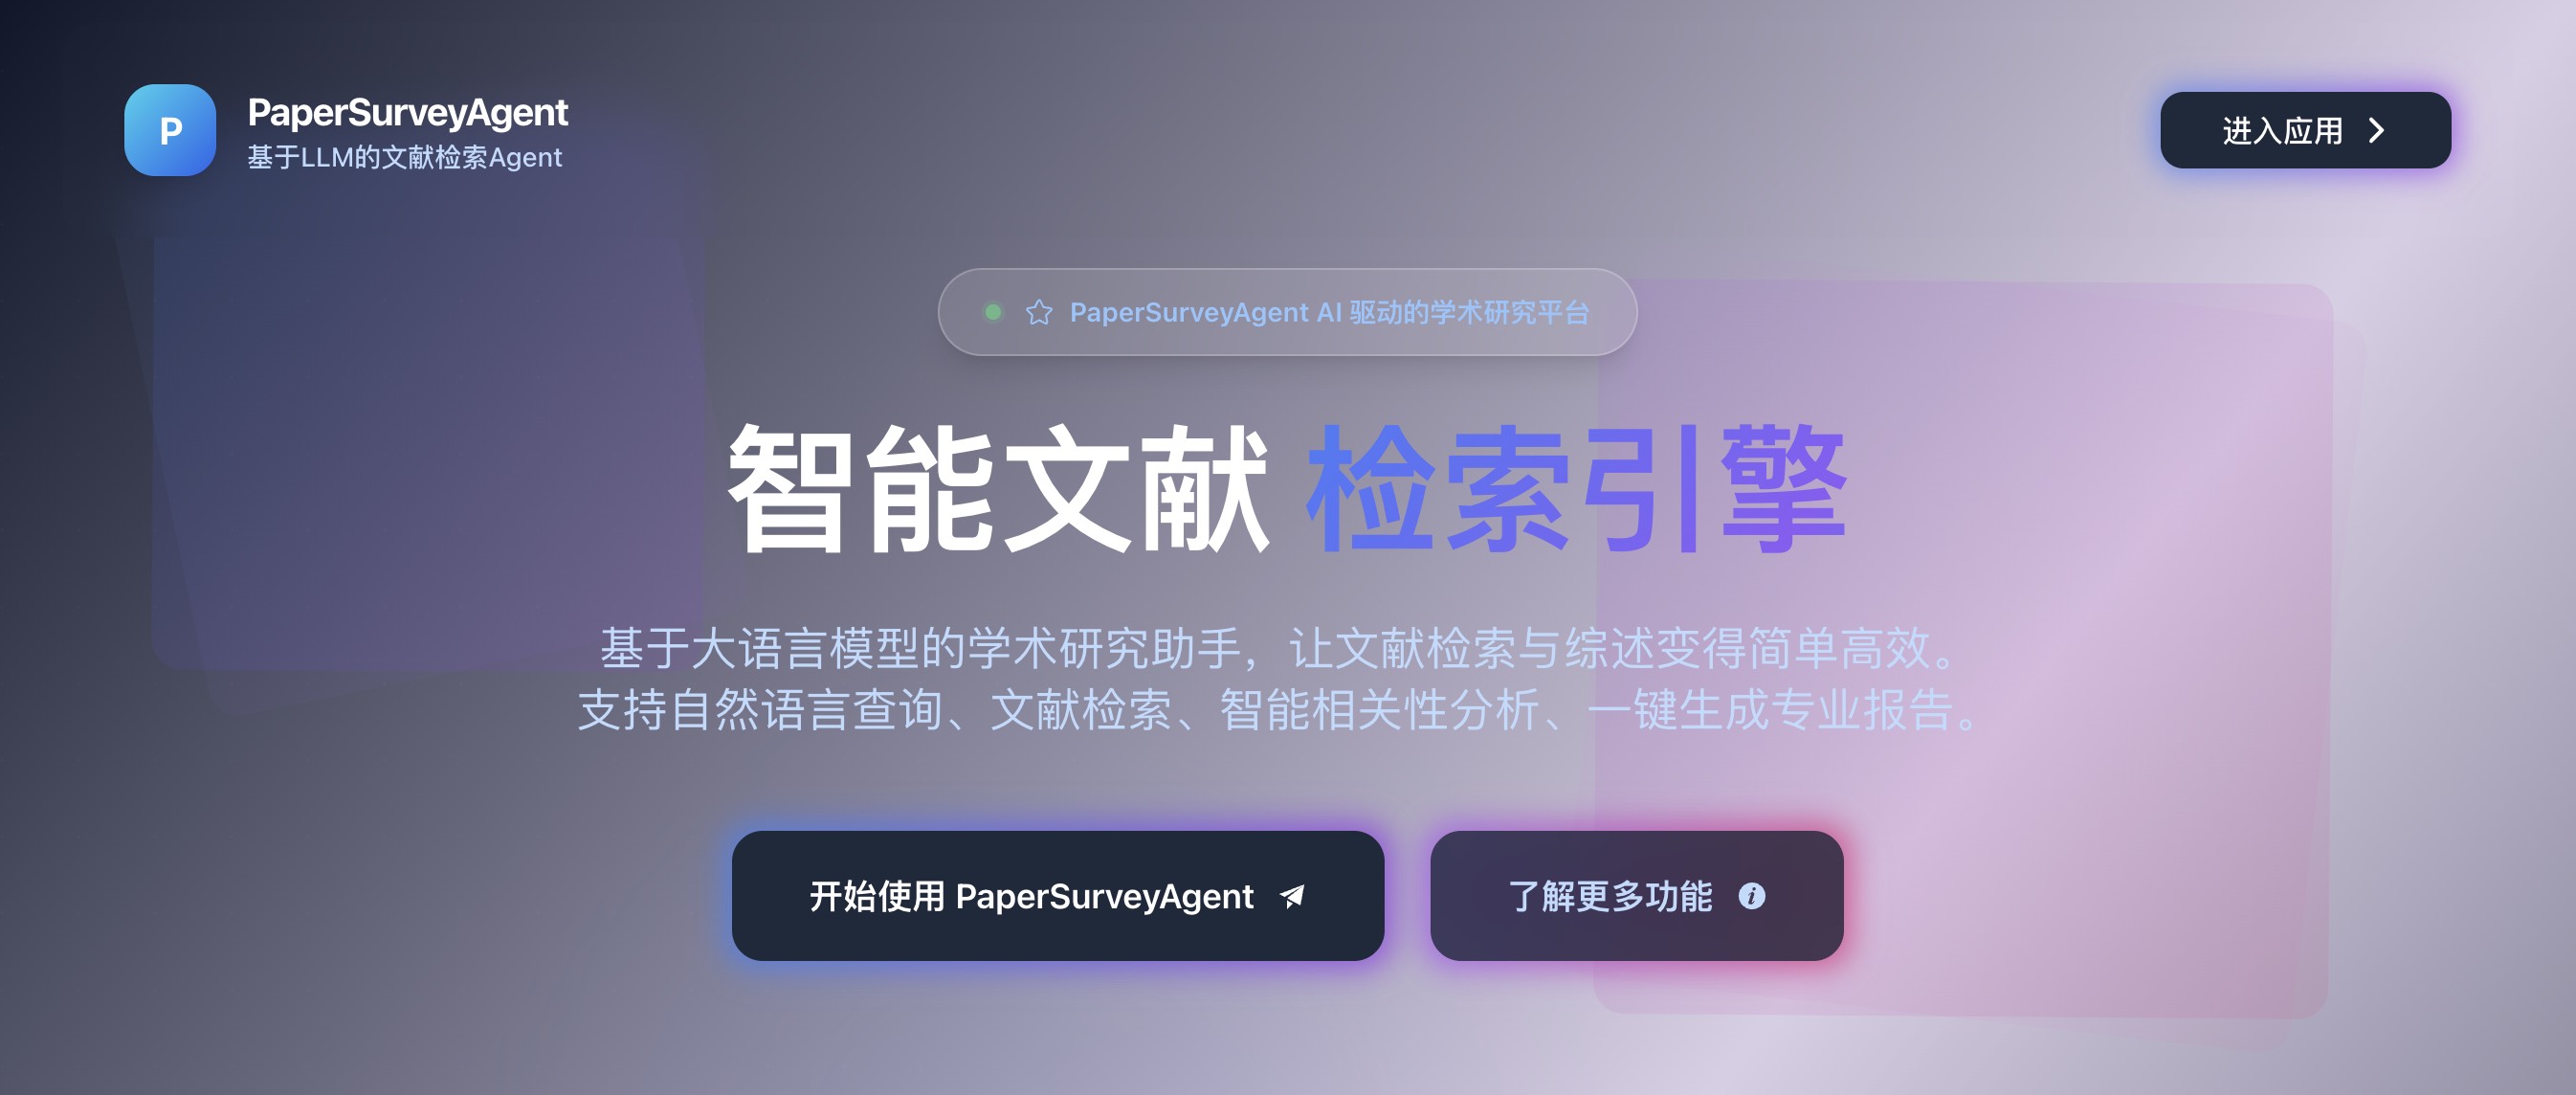 P
PaperSurveyAgent
基于LLM的文献检索Agent
进入应用
PaperSurveyAgent AI 驱动的学术研究平台
智能文献 检索引擎
基于大语言模型的学术研究助手，让文献检索与综述变得简单高效。
支持自然语言查询、文献检索、智能相关性分析、一键生成专业报告。
开始使用 PaperSurveyAgent
了解更多功能